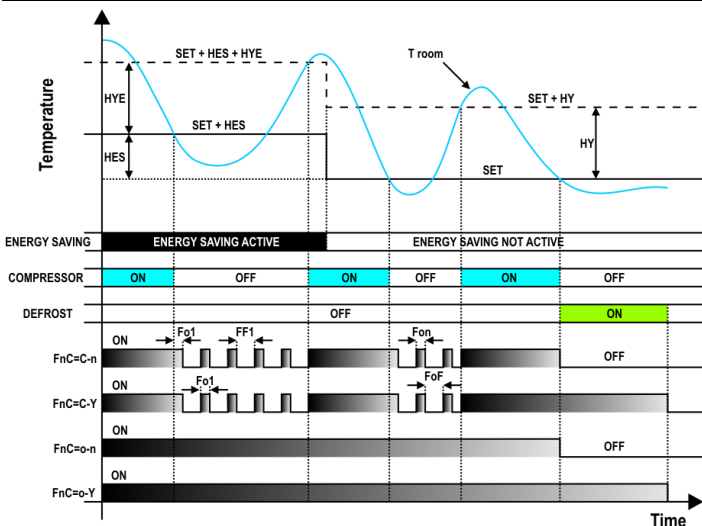 T room
SET + HES + HYE
SET + HY
HYE
Temperature
SET + HES
HY
HES
SET
ENERGY SAVING
ENERGY SAVING ACTIVE
ENERGY SAVING NOT ACTIVE
COMPRESSOR
ON
OFF
ON
OFF
ON
OFF
DEFROST
OFF
ON
ON
Fo1
FF1
Fon
FnC=C-n
OFF
ON
Fo1
FoF
FnC=C-Y
ON
FnC=o-n
OFF
ON
FnC=o-Y
Time